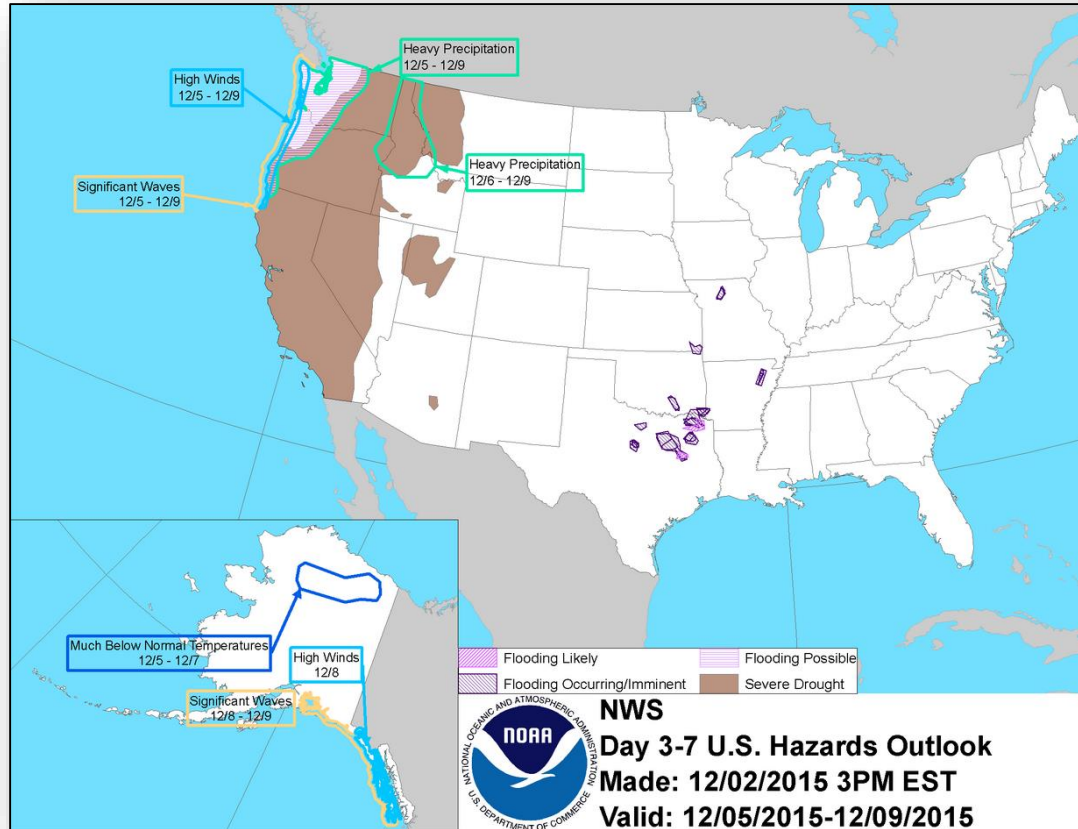 Heavy Precipitation
12/5 - 12/9
High Winds
12/5 - 12/9
Heavy Precipitation
12/6 - 12/9
Significant Waves
12/5 - 12/9
Much Below Normal Temperatures
12/5 - 12/7
High Winds
12/8
Significant Waves
12/8 - 12/9
Flooding Likely
Flooding Possible
Flooding Occurring/Imminent
Severe Drought
NATIONAL OCEANIC AND ATMOSPHERIC ADMINISTRATION
NOAA
U.S. DEPARTMENT OF COMMERCE
NWS
Day 3-7 U.S. Hazards Outlook
Made: 12/02/2015 3PM EST
Valid: 12/05/2015-12/09/2015